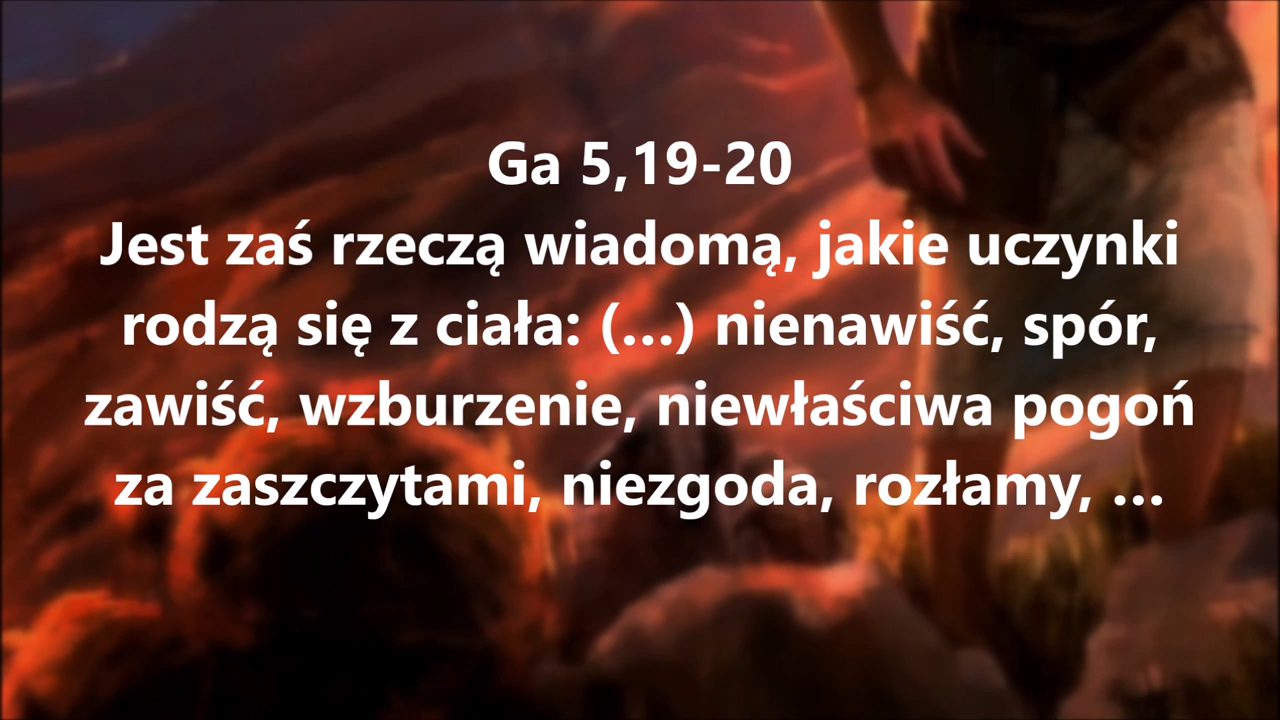 Ga 5,19-20
Jest zaś rzeczą wiadomą, jakie uczynki
rodzą się z ciała: (...) nienawiść, spór,
zawiść, wzburzenie, niewłaściwa pogoń
za zaszczytami, niezgoda, rozłamy, ...